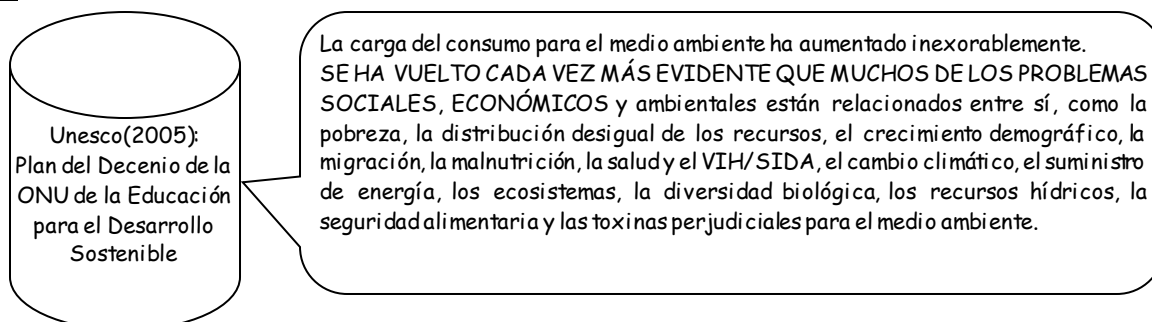 Unesco(2005):
Plan del Decenio de la
ONU de la Educación
para el Desarrollo
Sostenible
La carga del consumo para el medio ambiente ha aumentado inexorablemente.
SE HA VUELTO CADA VEZ MÁS EVIDENTE QUE MUCHOS DE LOS PROBLEMAS
SOCIALES, ECONÓMICOS y ambientales están relacionados entre sí, como la
pobreza, la distribución desigual de los recursos, el crecimiento demográfico, la
migración, la malnutrición, la salud y el VIH/SIDA, el cambio climático, el suministro
de energía, los ecosistemas, la diversidad biológica, los recursos hídricos, la
seguridad alimentaria y las toxinas perjudiciales para el medio ambiente.